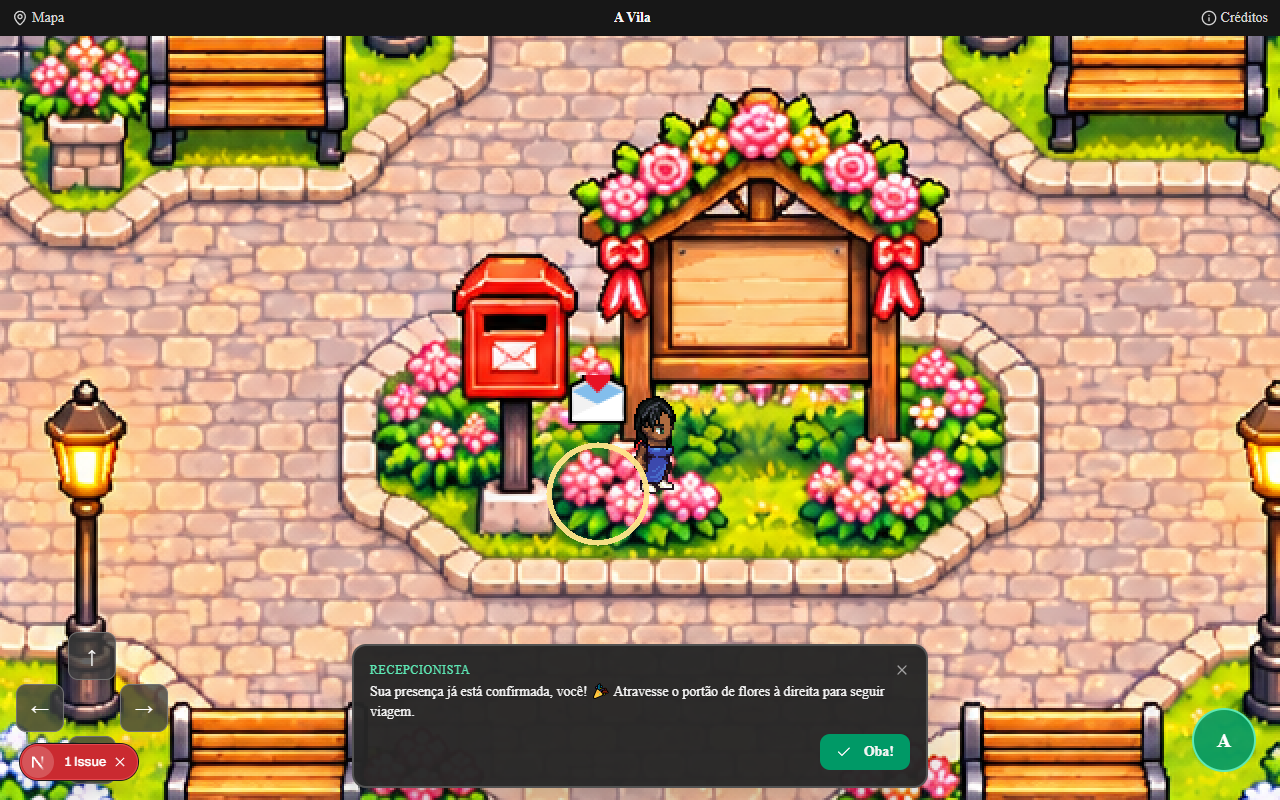 Mapa
A Vila
Créditos
RECEPCIONISTA
Sua presença já está confirmada, você! 🎉 Atravesse o portão de flores à direita para seguir
viagem.
Oba!
↑
← →
N 1 Issue
A